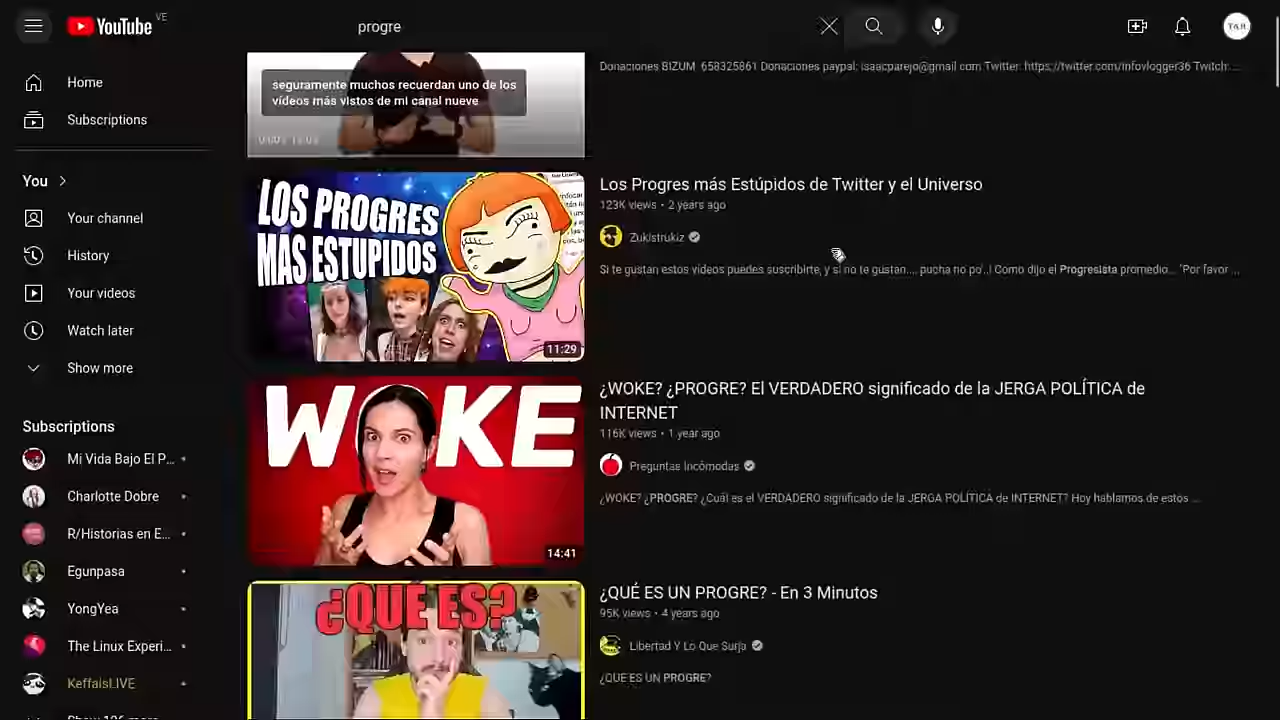 YouTube VE
progre
TAR
Home
Subscriptions
You
Your channel
History
Your videos
Watch later
Show more
Subscriptions
Mi Vida Bajo El P...
Charlotte Dobre
R/Historias en E...
Egunpasa
YongYea
The Linux Experi...
KeffalsLIVE
seguramente muchos recuerdan uno de los
vídeos más vistos de mi canal nueve
Donaciones BIZUM 658325861 Donaciones paypal: isaacparejo@gmail com Twitter: https://twitter.com/infovlogger36 Twitch: ...
LOS PROGRES
MAS ESTUPIDOS
11:29
Los Progres más Estúpidos de Twitter y el Universo
123K views • 2 years ago
Zukistrukiz
Si te gustan estos videos puedes suscribirte, y si no te gustan.... pucha no po'..! Como dijo el Progresista promedio... "Por favor ...
WOKE
14:41
¿WOKE? ¿PROGRE? El VERDADERO significado de la JERGA POLÍTICA de
INTERNET
116K views • 1 year ago
Preguntas Incómodas
¿WOKE? ¿PROGRE? ¿Cuál es el VERDADERO significado de la JERGA POLÍTICA de INTERNET? Hoy hablamos de estos ...
¿QUÉ ES?
¿QUÉ ES UN PROGRE? - En 3 Minutos
95K views • 4 years ago
Libertad Y Lo Que Surja
¿QUE ES UN PROGRE?